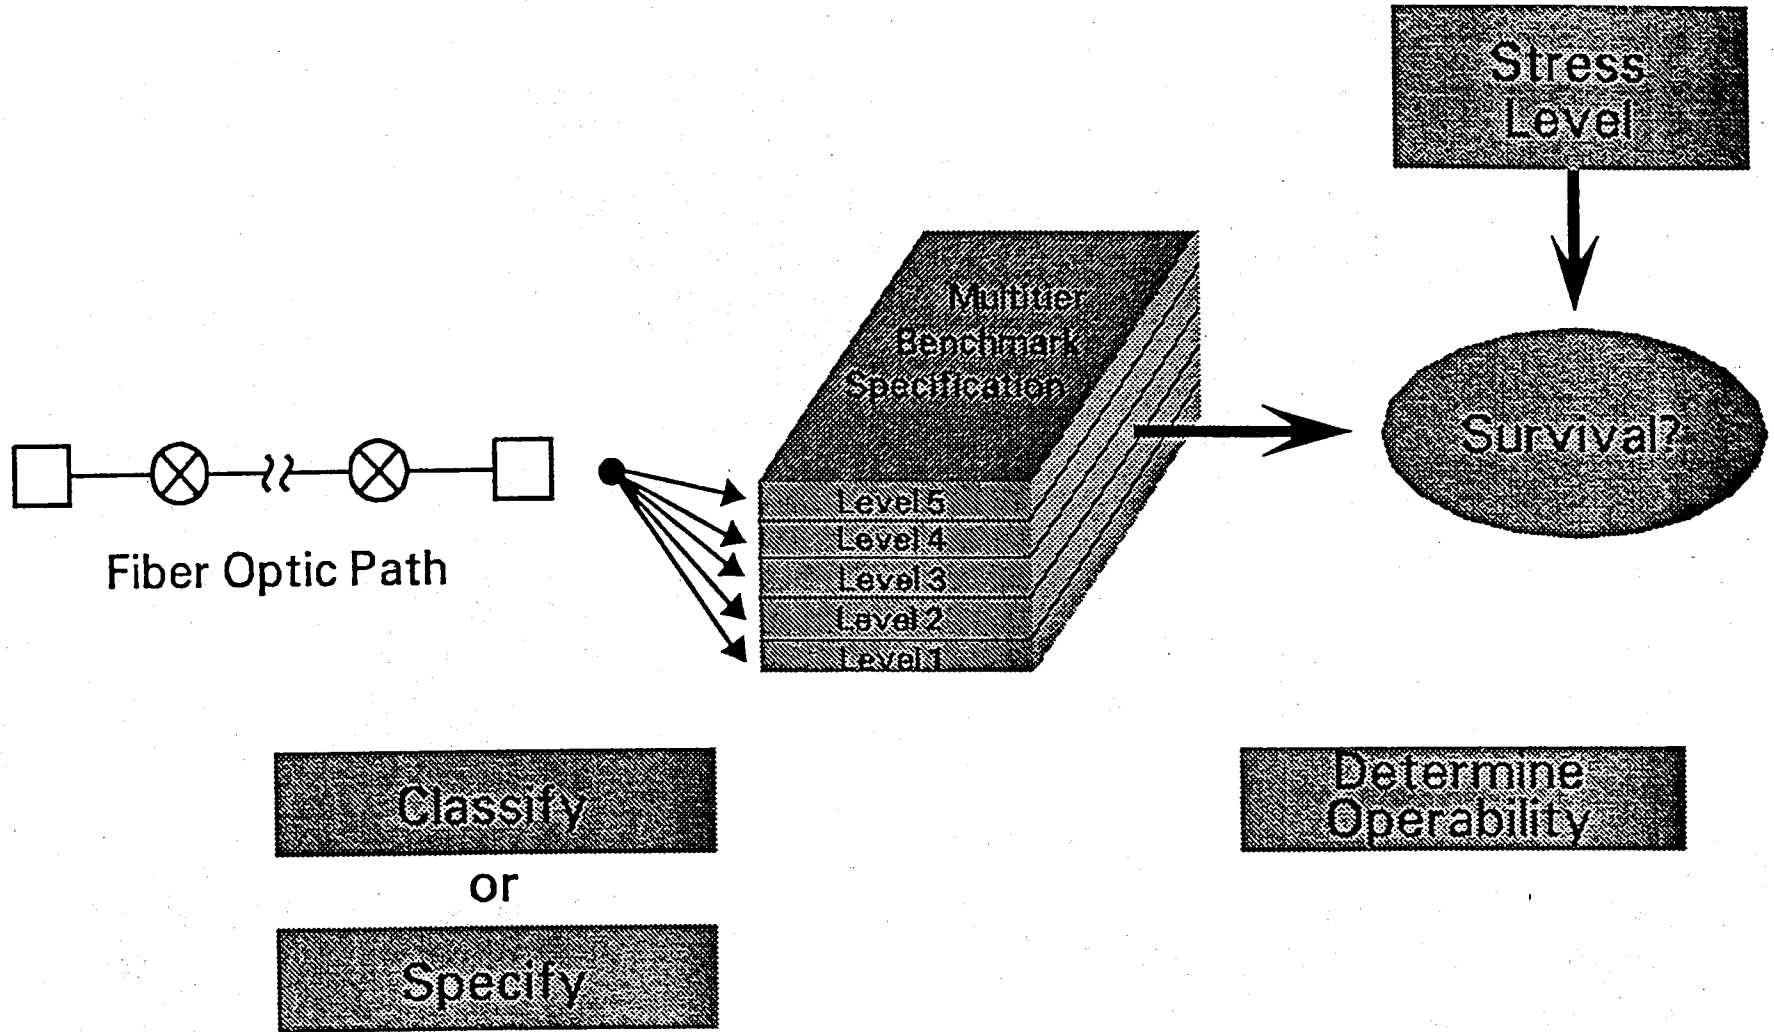 Stress
Level
Multitier
Benchmark
Specification
Survival?
Level 5
Level 4
Level 3
Level 2
Level 1
Fiber Optic Path
Classify
or
Specify
Determine
Operability